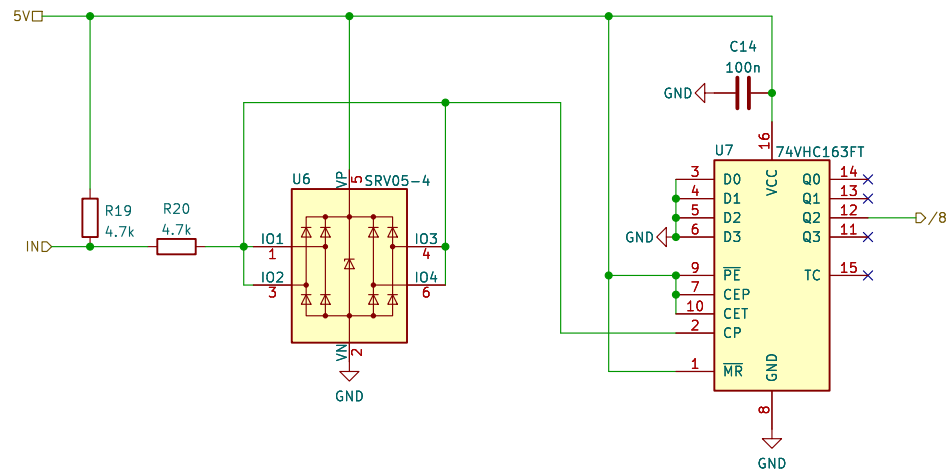 5V
C14
100n
GND
16
U7
74VHC163FT
VCC
3
D0
Q0
14
4
D1
Q1
13
5
D2
Q2
12
/8
GND
6
D3
Q3
11
9
PE
TC
15
7
CEP
10
CET
2
CP
1
MR
GND
8
GND
U6
SRV05-4
VP
5
R19
4.7k
R20
4.7k
IN
IO1
1
IO3
4
IO2
3
IO4
6
VN
2
GND